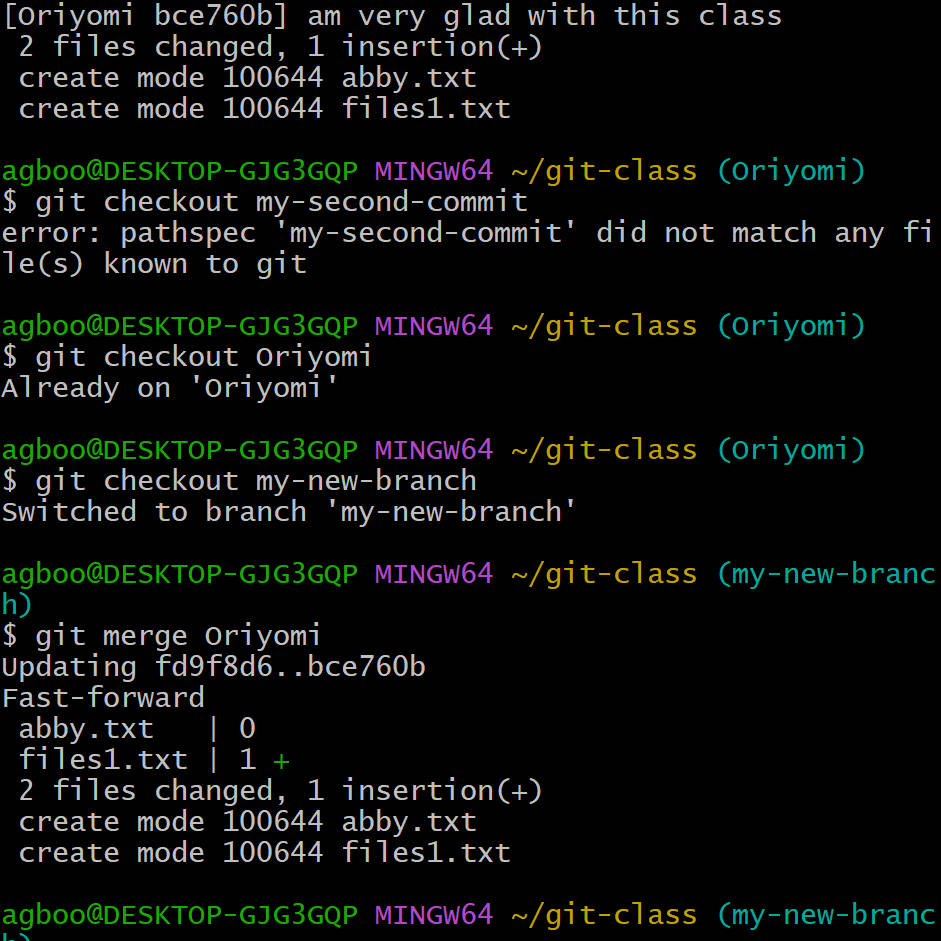 [Oriyomi bce760b] am very glad with this class
 2 files changed, 1 insertion(+)
 create mode 100644 abby.txt
 create mode 100644 files1.txt

agboo@DESKTOP-GJG3GQP MINGW64 ~/git-class (Oriyomi)
$ git checkout my-second-commit
error: pathspec 'my-second-commit' did not match any fi
le(s) known to git

agboo@DESKTOP-GJG3GQP MINGW64 ~/git-class (Oriyomi)
$ git checkout Oriyomi
Already on 'Oriyomi'

agboo@DESKTOP-GJG3GQP MINGW64 ~/git-class (Oriyomi)
$ git checkout my-new-branch
Switched to branch 'my-new-branch'

agboo@DESKTOP-GJG3GQP MINGW64 ~/git-class (my-new-branc
h)
$ git merge Oriyomi
Updating fd9f8d6..bce760b
Fast-forward
 abby.txt   | 0
 files1.txt | 1 +
 2 files changed, 1 insertion(+)
 create mode 100644 abby.txt
 create mode 100644 files1.txt

agboo@DESKTOP-GJG3GQP MINGW64 ~/git-class (my-new-branc
h)